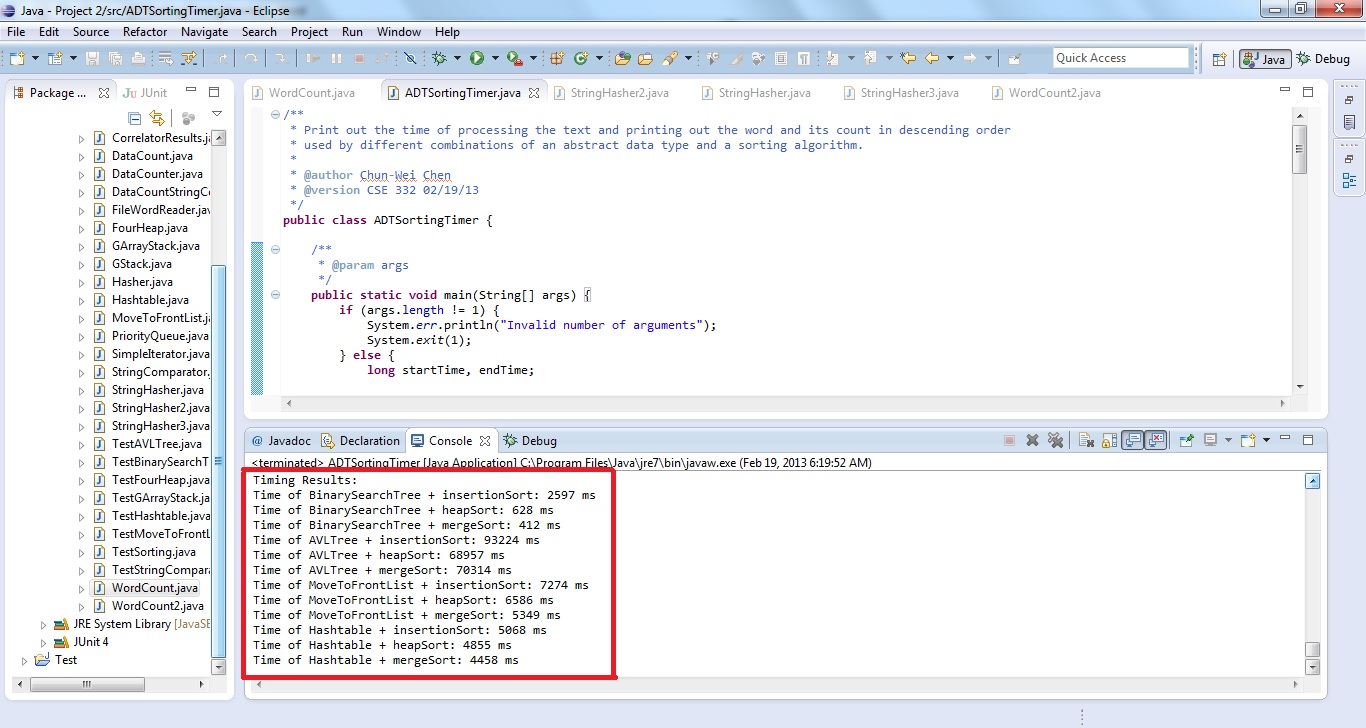 Java - Project 2/src/ADTSortingTimer.java - Eclipse
File Edit Source Refactor Navigate Search Project Run Window Help
Quick Access Java Debug
Package ... JUnit
CorrelatorResults.ja
DataCount.java
DataCounter.java
DataCountStringCo
FileWordReader.jav
FourHeap.java
GArrayStack.java
GStack.java
Hasher.java
Hashtable.java
MoveToFrontList.ja
PriorityQueue.java
SimpleIterator.java
StringComparator.
StringHasher.java
StringHasher2.java
StringHasher3.java
TestAVLTree.java
TestBinarySearchT
TestFourHeap.java
TestGArrayStack.ja
TestHashtable.java
TestMoveToFrontL
TestSorting.java
TestStringCompara
WordCount.java
WordCount2.java
JRE System Library [JavaSE
JUnit 4
Test
WordCount.java ADTSortingTimer.java StringHasher2.java StringHasher.java StringHasher3.java WordCount2.java
/**
* Print out the time of processing the text and printing out the word and its count in descending order
* used by different combinations of an abstract data type and a sorting algorithm.
*
* @author Chun-Wei Chen
* @version CSE 332 02/19/13
*/
public class ADTSortingTimer {
/**
* @param args
*/
public static void main(String[] args) {
if (args.length != 1) {
System.err.println("Invalid number of arguments");
System.exit(1);
} else {
long startTime, endTime;
@ Javadoc Declaration Console Debug
<terminated> ADTSortingTimer [Java Application] C:\Program Files\Java\jre7\bin\javaw.exe (Feb 19, 2013 6:19:52 AM)
Timing Results:
Time of BinarySearchTree + insertionSort: 2597 ms
Time of BinarySearchTree + heapSort: 628 ms
Time of BinarySearchTree + mergeSort: 412 ms
Time of AVLTree + insertionSort: 93224 ms
Time of AVLTree + heapSort: 68957 ms
Time of AVLTree + mergeSort: 70314 ms
Time of MoveToFrontList + insertionSort: 7274 ms
Time of MoveToFrontList + heapSort: 6586 ms
Time of MoveToFrontList + mergeSort: 5349 ms
Time of Hashtable + insertionSort: 5068 ms
Time of Hashtable + heapSort: 4855 ms
Time of Hashtable + mergeSort: 4458 ms